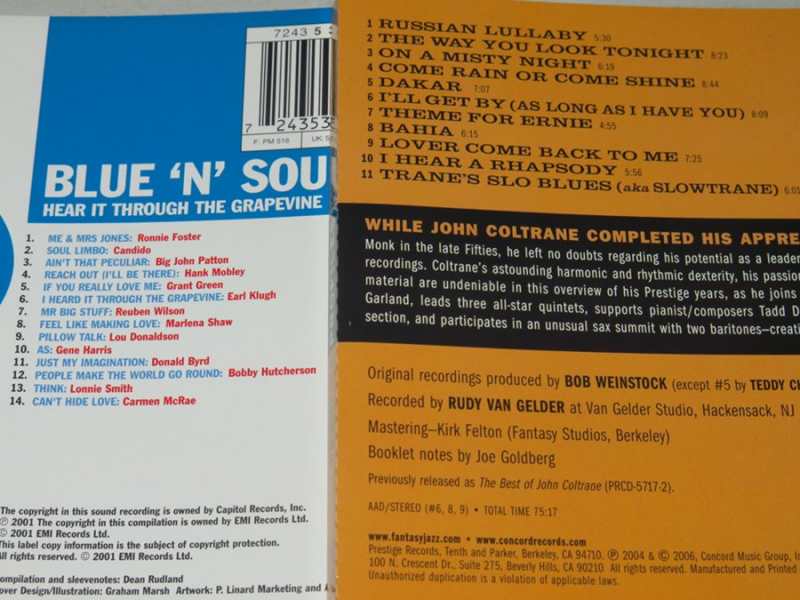 7243 5 3
7 24353
F: PM 516
UK:
BLUE 'N' SOU
HEAR IT THROUGH THE GRAPEVINE
1. ME & MRS JONES: Ronnie Foster
2. SOUL LIMBO: Candido
3. AIN'T THAT PECULIAR: Big John Patton
4. REACH OUT (I'LL BE THERE): Hank Mobley
5. IF YOU REALLY LOVE ME: Grant Green
6. I HEARD IT THROUGH THE GRAPEVINE: Earl Klugh
7. MR BIG STUFF: Reuben Wilson
8. FEEL LIKE MAKING LOVE: Marlena Shaw
9. PILLOW TALK: Lou Donaldson
10. AS: Gene Harris
11. JUST MY IMAGINATION: Donald Byrd
12. PEOPLE MAKE THE WORLD GO ROUND: Bobby Hutcherson
13. THINK: Lonnie Smith
14. CAN'T HIDE LOVE: Carmen McRae
The copyright in this sound recording is owned by Capitol Records, Inc.
℗ 2001 The copyright in this compilation is owned by EMI Records Ltd.
© 2001 EMI Records Ltd.
This label copy information is the subject of copyright protection.
All rights reserved. © 2001 EMI Records Ltd.
ompilation and sleevenotes: Dean Rudland
over Design/Illustration: Graham Marsh Artwork: P. Linard Marketing and A
1 RUSSIAN LULLABY 5:30
2 THE WAY YOU LOOK TONIGHT 8:23
3 ON A MISTY NIGHT 6:19
4 COME RAIN OR COME SHINE 8:44
5 DAKAR 7:07
6 I'LL GET BY (AS LONG AS I HAVE YOU) 8:09
7 THEME FOR ERNIE 4:55
8 BAHIA 6:15
9 LOVER COME BACK TO ME 7:25
10 I HEAR A RHAPSODY 5:56
11 TRANE'S SLO BLUES (aka SLOWTRANE) 6:0
WHILE JOHN COLTRANE COMPLETED HIS APPRE
Monk in the late Fifties, he left no doubts regarding his potential as a leader
recordings. Coltrane's astounding harmonic and rhythmic dexterity, his passion
material are undeniable in this overview of his Prestige years, as he joins
Garland, leads three all-star quintets, supports pianist/composers Tadd D
section, and participates in an unusual sax summit with two baritones—creati
Original recordings produced by BOB WEINSTOCK (except #5 by TEDDY CH
Recorded by RUDY VAN GELDER at Van Gelder Studio, Hackensack, NJ
Mastering—Kirk Felton (Fantasy Studios, Berkeley)
Booklet notes by Joe Goldberg
Previously released as The Best of John Coltrane (PRCD-5717-2).
AAD/STEREO (#6, 8, 9) • TOTAL TIME 75:17
www.fantasyjazz.com • www.concordrecords.com
Prestige Records, Tenth and Parker, Berkeley, CA 94710. ℗ 2004 & © 2006, Concord Music Group, In
100 N. Crescent Dr., Suite 275, Beverly Hills, CA 90210 All rights reserved. Manufactured and Printed
Unauthorized duplication is a violation of applicable laws.